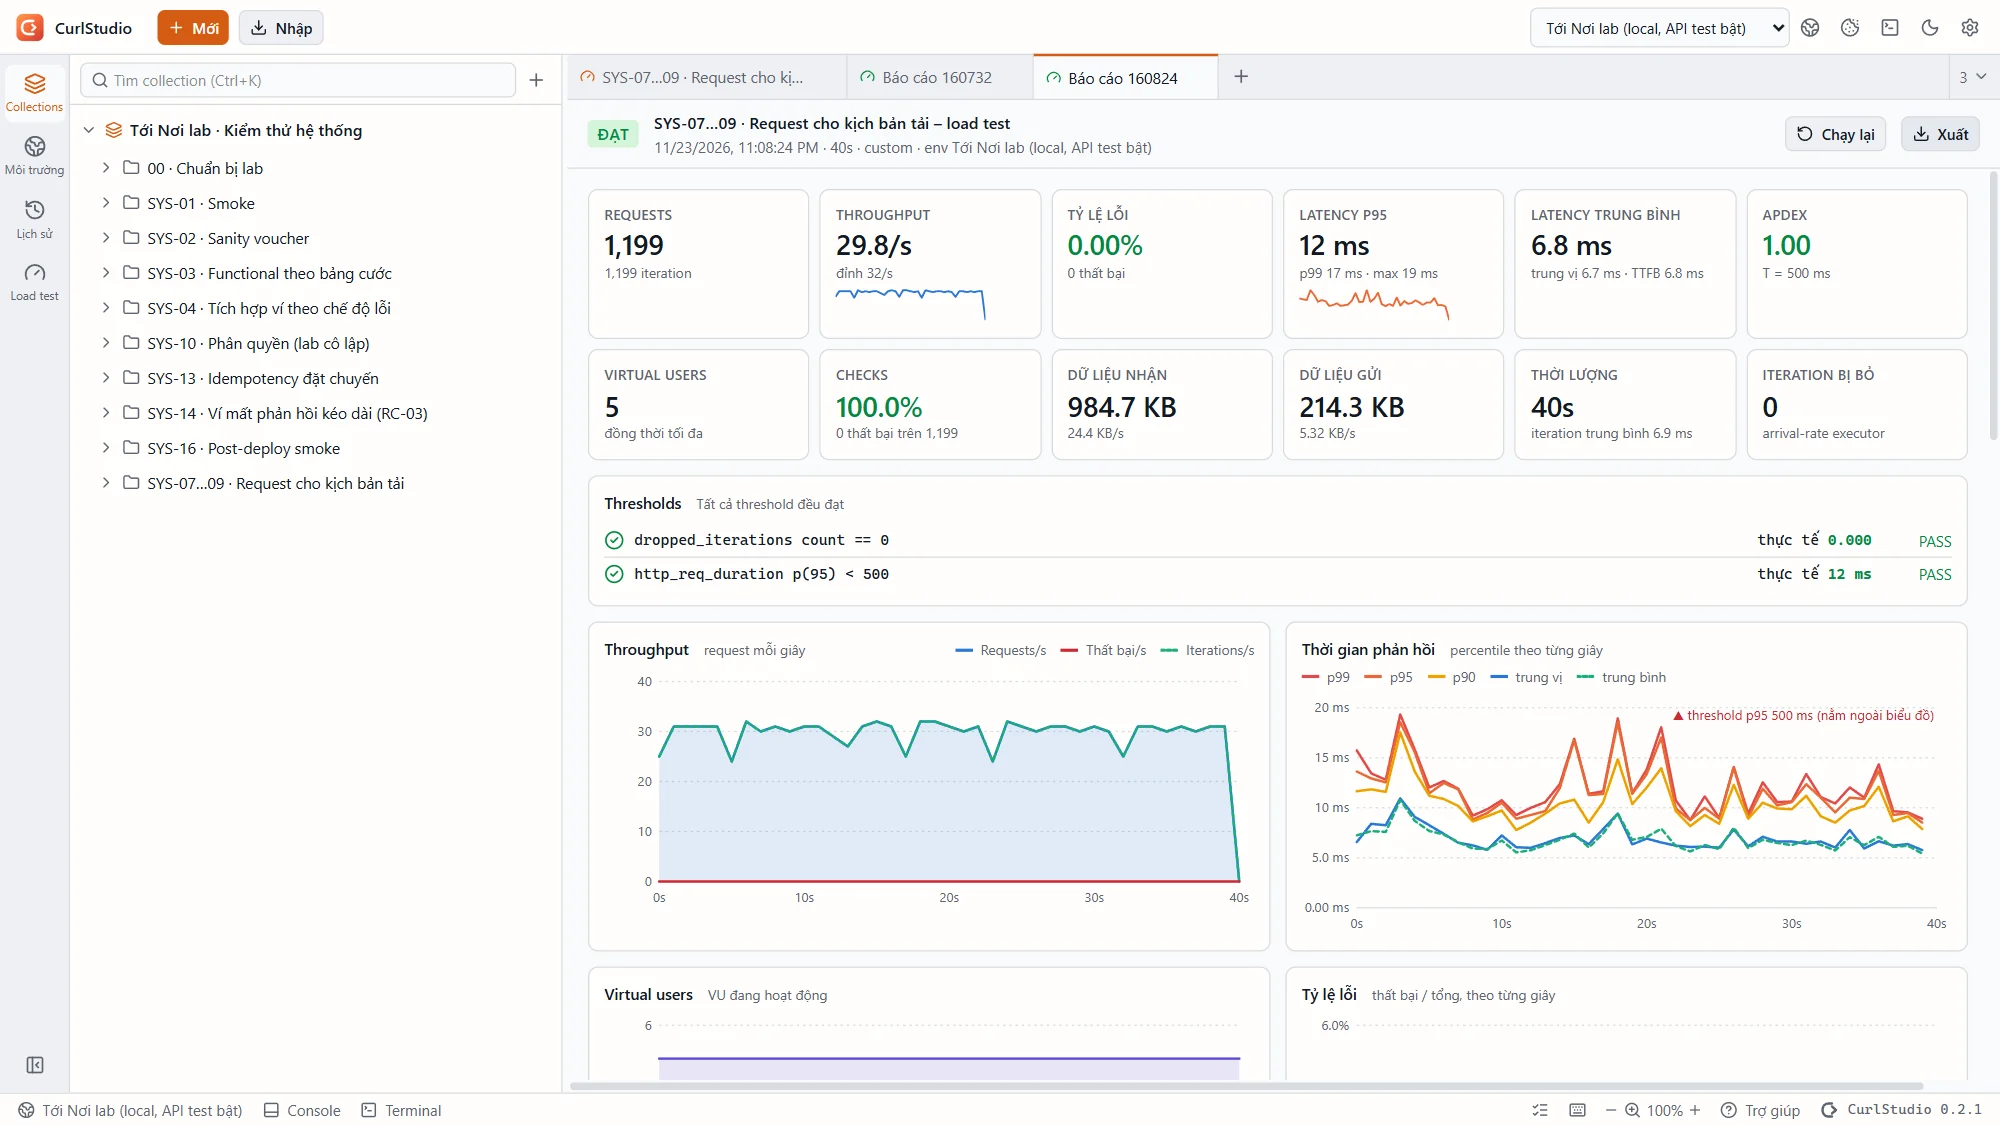 CurlStudio
Mới
Nhập
Tới Nơi lab (local, API test bật)
Collections
Môi trường
Lịch sử
Load test
Tìm collection (Ctrl+K)
Tới Nơi lab · Kiểm thử hệ thống
00 · Chuẩn bị lab
SYS-01 · Smoke
SYS-02 · Sanity voucher
SYS-03 · Functional theo bảng cước
SYS-04 · Tích hợp ví theo chế độ lỗi
SYS-10 · Phân quyền (lab cô lập)
SYS-13 · Idempotency đặt chuyến
SYS-14 · Ví mất phản hồi kéo dài (RC-03)
SYS-16 · Post-deploy smoke
SYS-07...09 · Request cho kịch bản tải
SYS-07...09 · Request cho kị...
Báo cáo 160732
Báo cáo 160824
3
ĐẠT
SYS-07...09 · Request cho kịch bản tải – load test
11/23/2026, 11:08:24 PM · 40s · custom · env Tới Nơi lab (local, API test bật)
Chạy lại
Xuất
REQUESTS
1,199
1,199 iteration
THROUGHPUT
29.8/s
đỉnh 32/s
TỶ LỆ LỖI
0.00%
0 thất bại
LATENCY P95
12 ms
p99 17 ms · max 19 ms
LATENCY TRUNG BÌNH
6.8 ms
trung vị 6.7 ms · TTFB 6.8 ms
APDEX
1.00
T = 500 ms
VIRTUAL USERS
5
đồng thời tối đa
CHECKS
100.0%
0 thất bại trên 1,199
DỮ LIỆU NHẬN
984.7 KB
24.4 KB/s
DỮ LIỆU GỬI
214.3 KB
5.32 KB/s
THỜI LƯỢNG
40s
iteration trung bình 6.9 ms
ITERATION BỊ BỎ
0
arrival-rate executor
Thresholds Tất cả threshold đều đạt
dropped_iterations count == 0 thực tế 0.000 PASS
http_req_duration p(95) < 500 thực tế 12 ms PASS
Throughput request mỗi giây
Requests/s Thất bại/s Iterations/s
40
30
20
10
0
0s 10s 20s 30s 40s
Thời gian phản hồi percentile theo từng giây
p99 p95 p90 trung vị trung bình
threshold p95 500 ms (nằm ngoài biểu đồ)
20 ms
15 ms
10 ms
5.0 ms
0.00 ms
0s 10s 20s 30s 40s
Virtual users VU đang hoạt động
6
Tỷ lệ lỗi thất bại / tổng, theo từng giây
6.0%
Tới Nơi lab (local, API test bật)
Console
Terminal
100%
Trợ giúp
CurlStudio 0.2.1